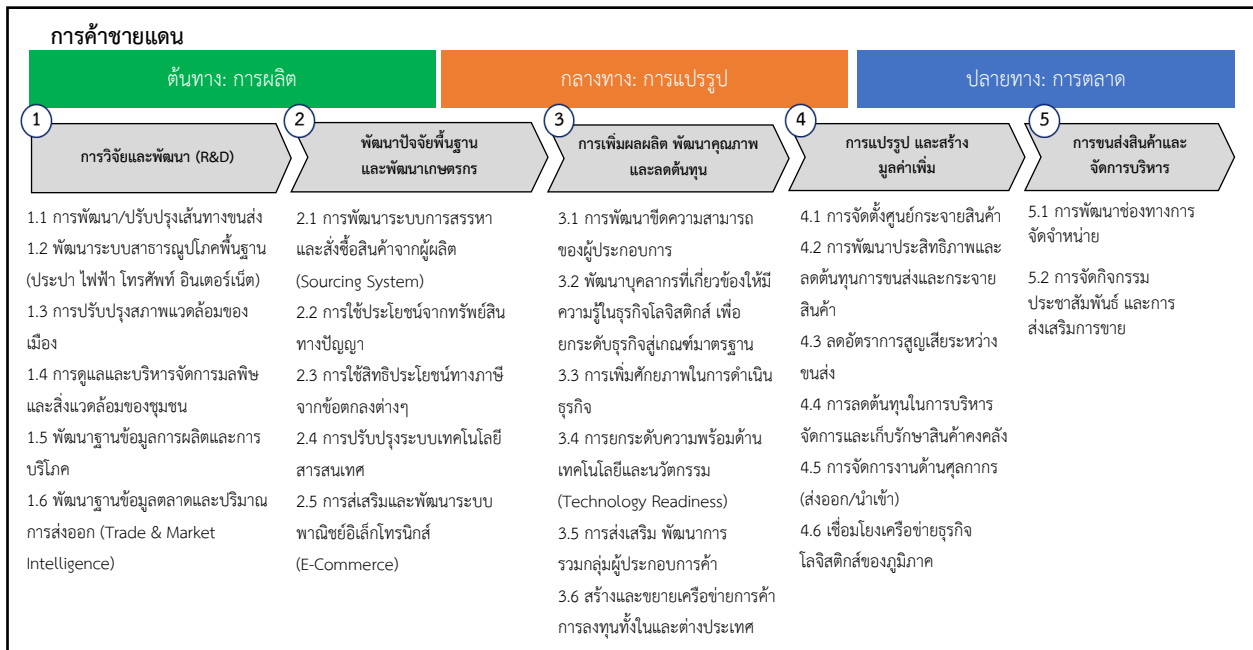 การค้าชายแดน
ต้นทาง: การผลิต
กลางทาง: การแปรรูป
ปลายทาง: การตลาด
1
การวิจัยและพัฒนา (R&D)
2
พัฒนาปัจจัยพื้นฐาน
และพัฒนาเกษตรกร
3
การเพิ่มผลผลิต พัฒนาคุณภาพ
และลดต้นทุน
4
การแปรรูป และสร้าง
มูลค่าเพิ่ม
5
การขนส่งสินค้าและ
จัดการบริหาร
1.1 การพัฒนา/ปรับปรุงเส้นทางขนส่ง
1.2 พัฒนาระบบสาธารณูปโภคพื้นฐาน
(ประปา ไฟฟ้า โทรศัพท์ อินเตอร์เน็ต)
1.3 การปรับปรุงสภาพแวดล้อมของ
เมือง
1.4 การดูแลและบริหารจัดการมลพิษ
และสิ่งแวดล้อมของชุมชน
1.5 พัฒนาฐานข้อมูลการผลิตและการ
บริโภค
1.6 พัฒนาฐานข้อมูลตลาดและปริมาณ
การส่งออก (Trade & Market
Intelligence)
2.1 การพัฒนาระบบการสรรหา
และสั่งซื้อสินค้าจากผู้ผลิต
(Sourcing System)
2.2 การใช้ประโยชน์จากทรัพย์สิน
ทางปัญญา
2.3 การใช้สิทธิประโยชน์ทางภาษี
จากข้อตกลงต่างๆ
2.4 การปรับปรุงระบบเทคโนโลยี
สารสนเทศ
2.5 การส่เสริมและพัฒนาระบบ
พาณิชย์อิเล็กโทรนิกส์
(E-Commerce)
3.1 การพัฒนาขีดความสามารถ
ของผู้ประกอบการ
3.2 พัฒนาบุคลากรที่เกี่ยวข้องให้มี
ความรู้ในธุรกิจโลจิสติกส์ เพื่อ
ยกระดับธุรกิจสู่เกณฑ์มาตรฐาน
3.3 การเพิ่มศักยภาพในการดำเนิน
ธุรกิจ
3.4 การยกระดับความพร้อมด้าน
เทคโนโลยีและนวัตกรรม
(Technology Readiness)
3.5 การส่งเสริม พัฒนาการ
รวมกลุ่มผู้ประกอบการค้า
3.6 สร้างและขยายเครือข่ายการค้า
การลงทุนทั้งในและต่างประเทศ
4.1 การจัดตั้งศูนย์กระจายสินค้า
4.2 การพัฒนาประสิทธิภาพและ
ลดต้นทุนการขนส่งและกระจาย
สินค้า
4.3 ลดอัตราการสูญเสียระหว่าง
ขนส่ง
4.4 การลดต้นทุนในการบริหาร
จัดการและเก็บรักษาสินค้าคงคลัง
4.5 การจัดการงานด้านศุลกากร
(ส่งออก/นำเข้า)
4.6 เชื่อมโยงเครือข่ายธุรกิจ
โลจิสติกส์ของภูมิภาค
5.1 การพัฒนาช่องทางการ
จัดจำหน่าย
5.2 การจัดกิจกรรม
ประชาสัมพันธ์ และการ
ส่งเสริมการขาย